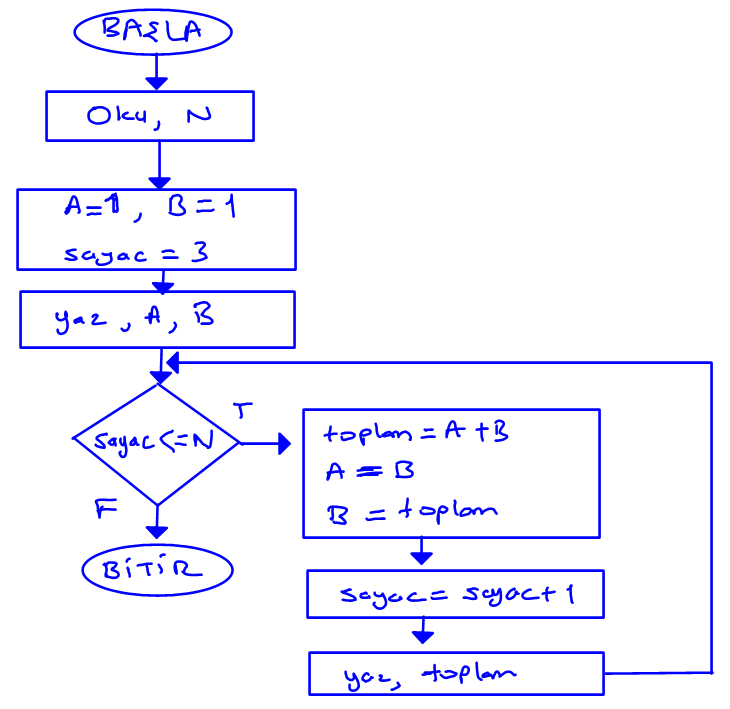 BAŞLA
Oku, N
A=1, B=1
sayac = 3
yaz, A, B
sayac<=N
T
toplam = A+B
A = B
B = toplam
F
BİTİR
sayac = sayac+1
yaz, toplam